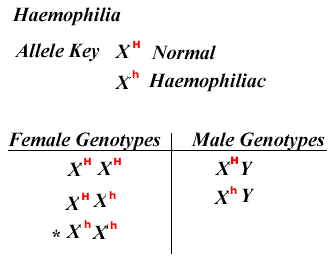 Haemophilia
Allele Key X^H Normal
X^h Haemophiliac
Female Genotypes Male Genotypes
X^H X^H X^H Y
X^H X^h X^h Y
* X^h X^h